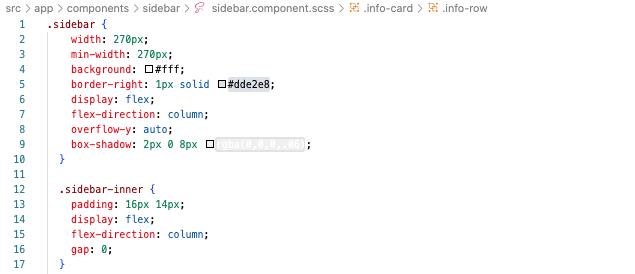 src > app > components > sidebar > sidebar.component.scss > .info-card > .info-row
1 .sidebar {
2 width: 270px;
3 min-width: 270px;
4 background: #fff;
5 border-right: 1px solid #dde2e8;
6 display: flex;
7 flex-direction: column;
8 overflow-y: auto;
9 box-shadow: 2px 0 8px rgba(0,0,0,.06);
10 }
11
12 .sidebar-inner {
13 padding: 16px 14px;
14 display: flex;
15 flex-direction: column;
16 gap: 0;
17 }